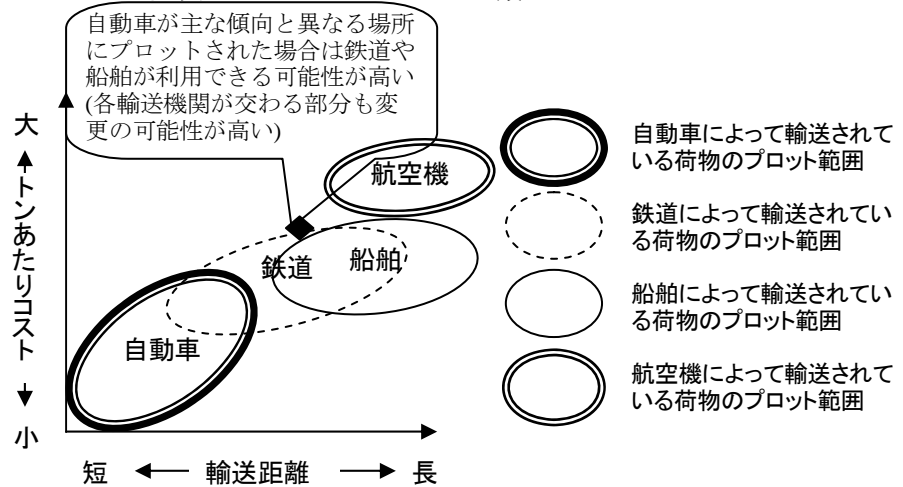 自動車が主な傾向と異なる場所
にプロットされた場合は鉄道や
船舶が利用できる可能性が高い
(各輸送機関が交わる部分も変
更の可能性が高い)
大
トンあたりコスト
小
航空機
鉄道
船舶
自動車
短
輸送距離
長
自動車によって輸送されて
いる荷物のプロット範囲
鉄道によって輸送されてい
る荷物のプロット範囲
船舶によって輸送されてい
る荷物のプロット範囲
航空機によって輸送されて
いる荷物のプロット範囲